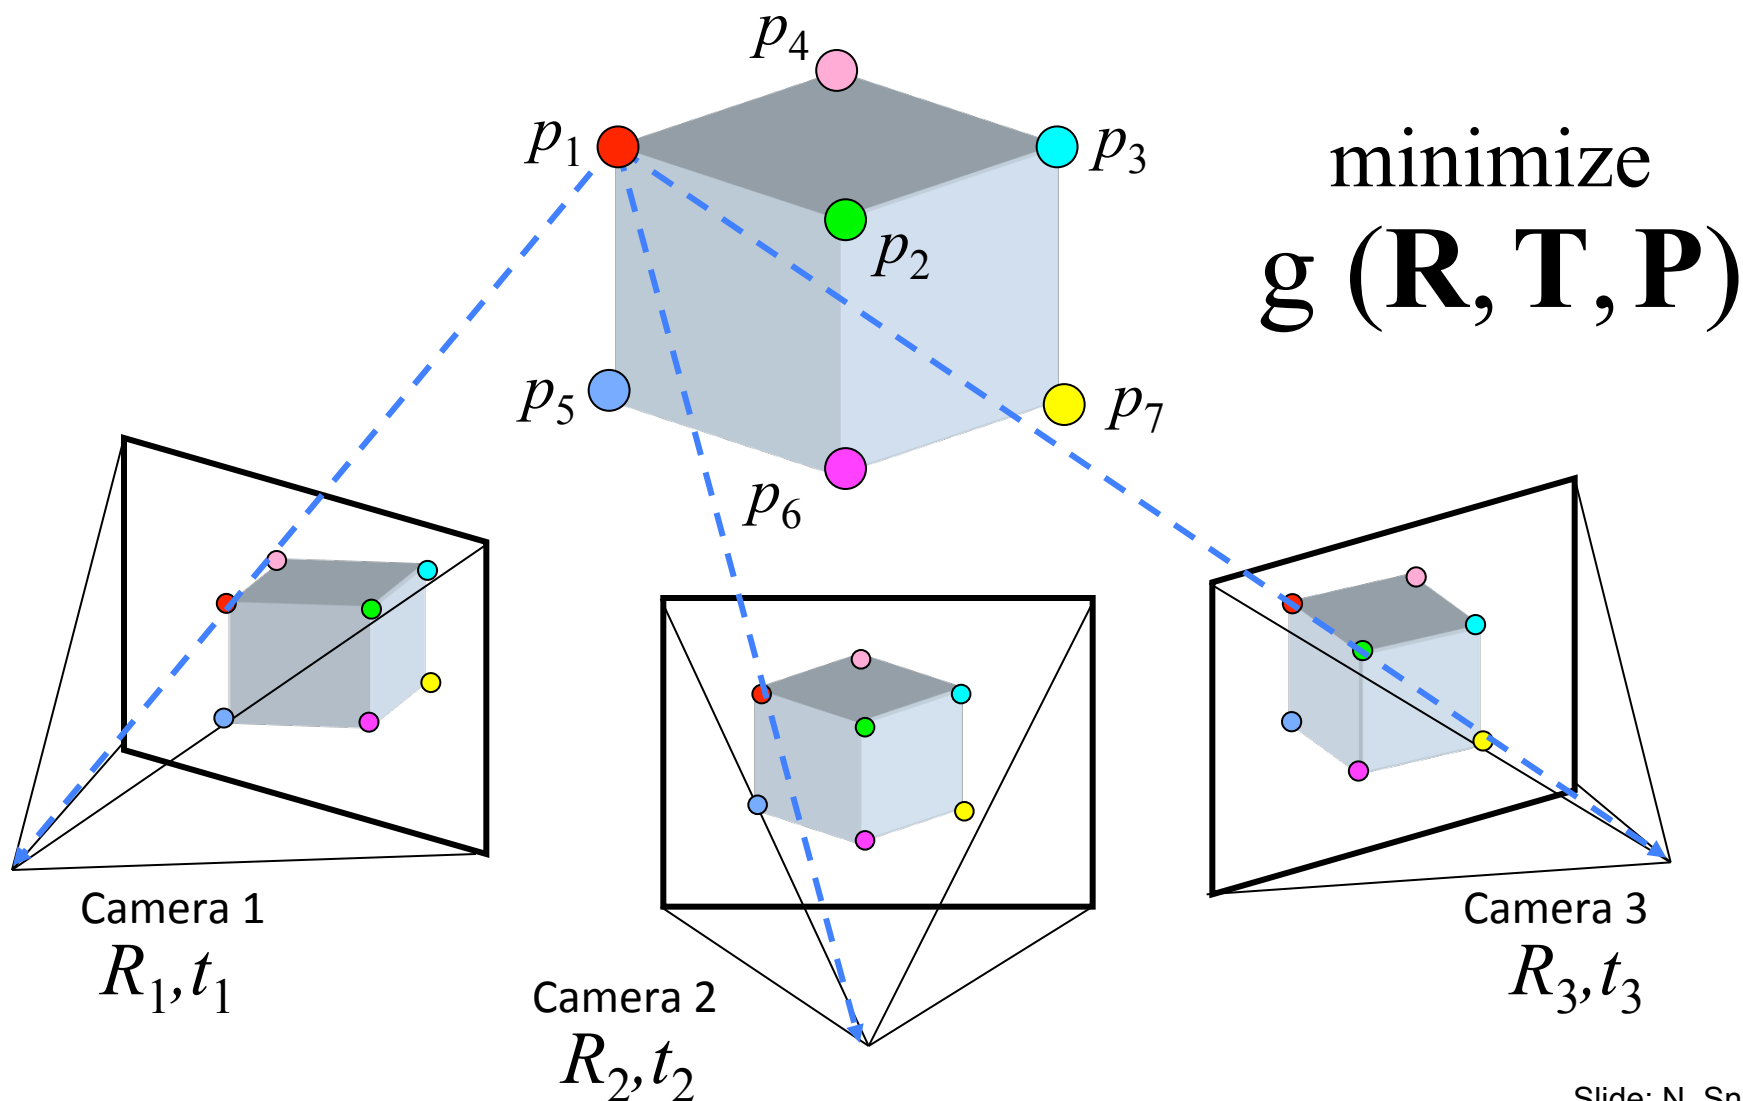 p4
p1
p3
p2
p5
p7
p6
minimize
g (R, T, P)
Camera 1
R1,t1
Camera 2
R2,t2
Camera 3
R3,t3
Slide: N. Sn